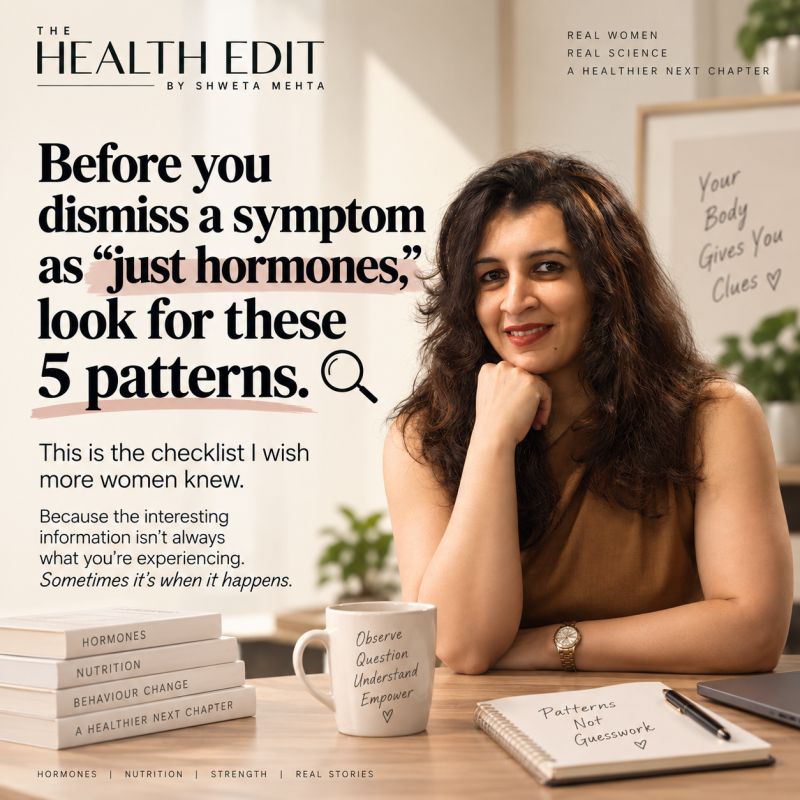 THE
HEALTH EDIT
BY SHWETA MEHTA
REAL WOMEN
REAL SCIENCE
A HEALTHIER NEXT CHAPTER
Before you
dismiss a symptom
as “just hormones,”
look for these
5 patterns.
This is the checklist I wish
more women knew.
Because the interesting
information isn’t always
what you’re experiencing.
Sometimes it’s when it happens.
Your
Body
Gives You
Clues ♡
HORMONES
NUTRITION
BEHAVIOUR CHANGE
A HEALTHIER NEXT CHAPTER
Observe
Question
Understand
Empower
♡
Patterns
Not
Guesswork
♡
HORMONES | NUTRITION | STRENGTH | REAL STORIES